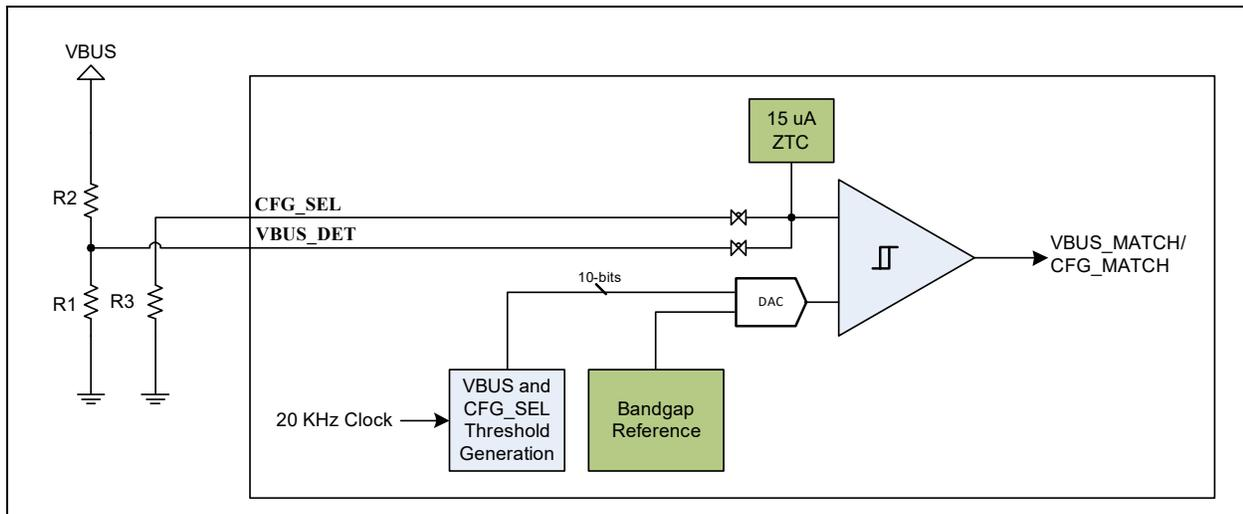 VBUS
15 uA
ZTC
R2
CFG_SEL
VBUS_DET
VBUS_MATCH/
CFG_MATCH
10-bits
R1
R3
DAC
VBUS and
CFG_SEL
Threshold
Generation
Bandgap
Reference
20 KHz Clock